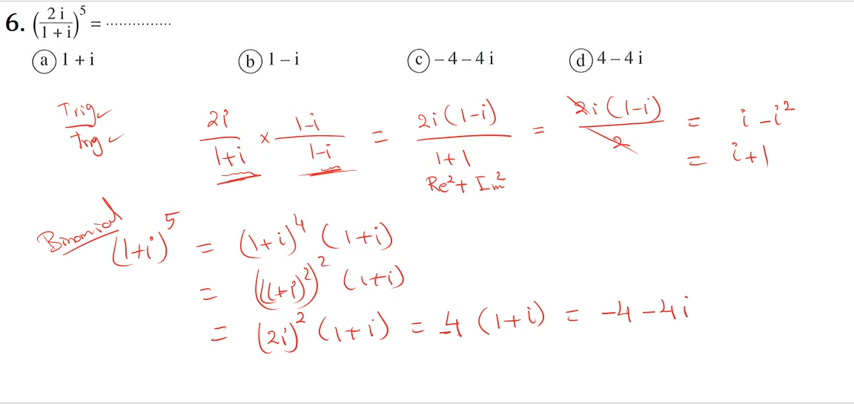 6. (2i/(1 + i))^5 = ..............
ⓐ 1 + i ⓑ 1 – i ⓒ – 4 – 4 i ⓓ 4 – 4 i
Trig / Trig
2i/(1+i) × (1-i)/(1-i) = 2i(1-i)/(1+1) = 2i(1-i)/2 = i - i²
Re² + Im²
= i + 1
Binomial (1+i)^5 = (1+i)^4 (1+i)
= ((1+i)²)² (1+i)
= (2i)² (1+i) = -4 (1+i) = -4 - 4i